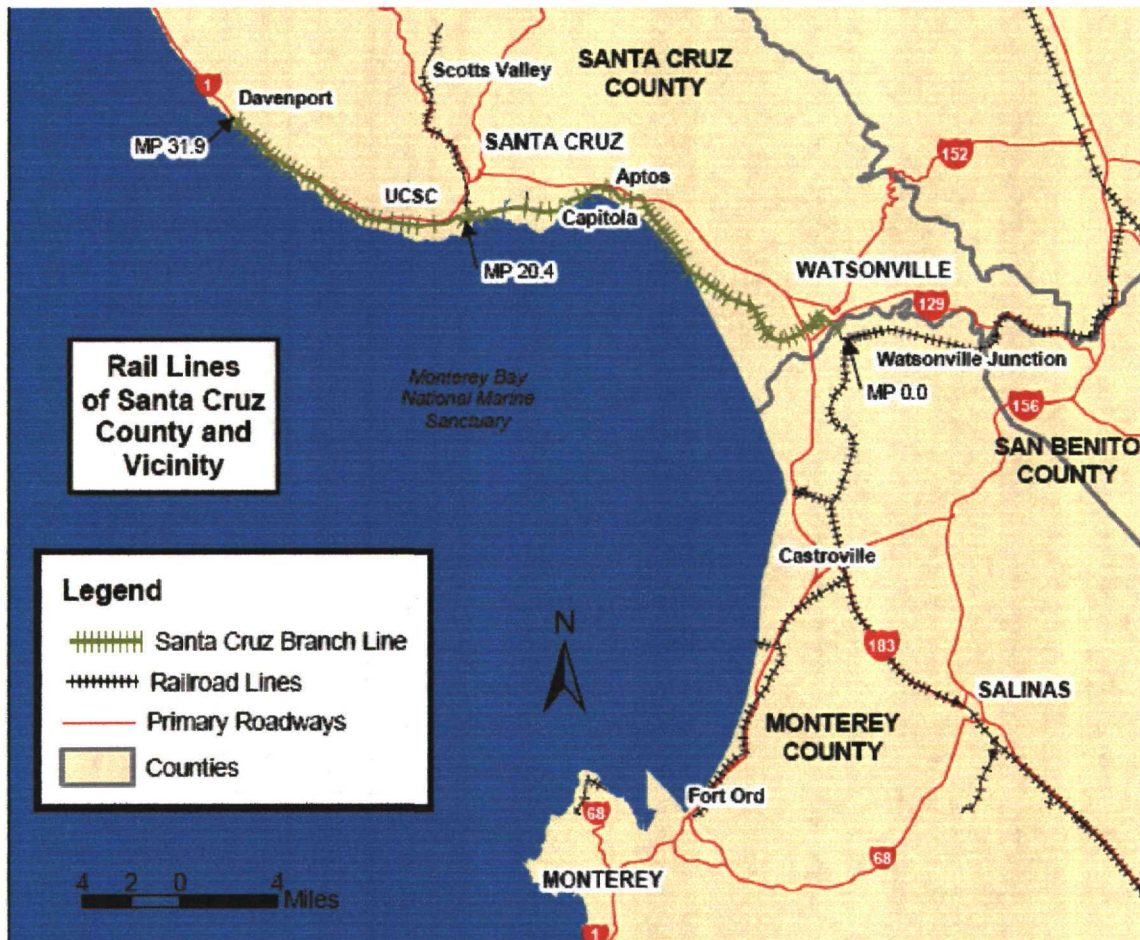 1
Davenport
MP 31.9
Scotts Valley
SANTA CRUZ
COUNTY
SANTA CRUZ
UCSC
Aptos
Capitola
MP 20.4
152
WATSONVILLE
129
Watsonville Junction
MP 0.0
156
SAN BENITO
COUNTY
Rail Lines
of Santa Cruz
County and
Vicinity
Monterey Bay
National Marine
Sanctuary
Castroville
183
SALINAS
MONTEREY
COUNTY
Fort Ord
68
68
MONTEREY
1
Legend
Santa Cruz Branch Line
Railroad Lines
Primary Roadways
Counties
N
4 2 0 4
Miles